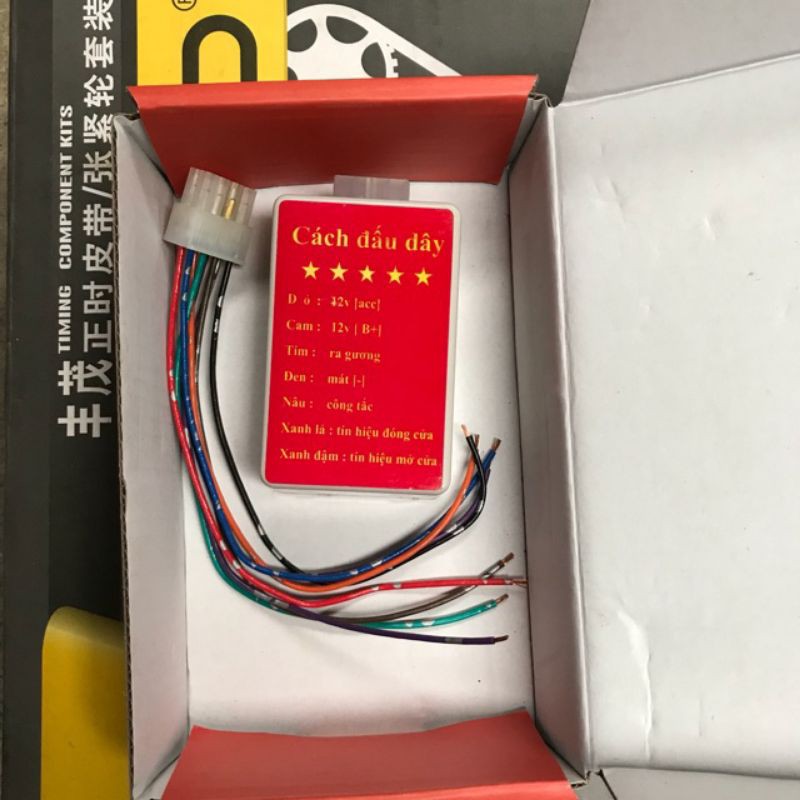 Cách đấu dây
Đ ỏ : 12v |acc|
Cam : 12v | B+|
Tím : ra gương
Đen : mát |-|
Nâu : công tắc
Xanh lá : tín hiệu đóng cửa
Xanh đậm : tín hiệu mở cửa
TIMING COMPONENT KITS
丰茂正时皮带/张紧轮套装